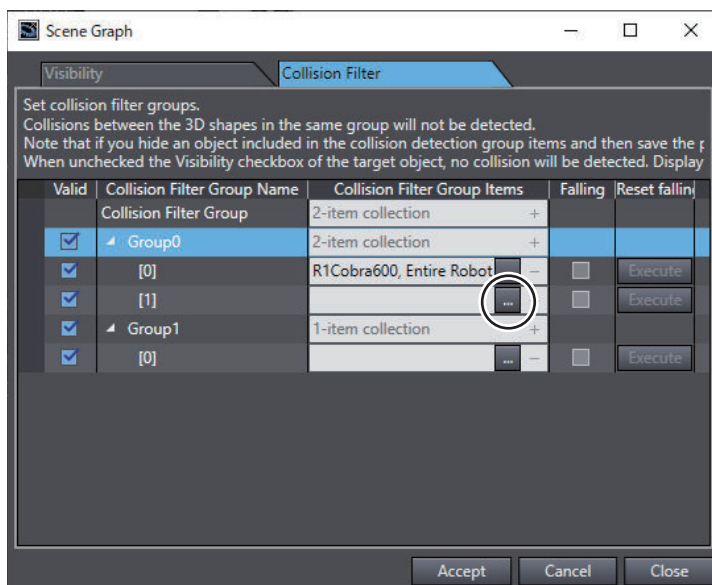 Scene Graph
Visibility
Collision Filter
Set collision filter groups.
Collisions between the 3D shapes in the same group will not be detected.
Note that if you hide an object included in the collision detection group items and then save the
When unchecked the Visibility checkbox of the target object, no collision will be detected. Display
Valid Collision Filter Group Name Collision Filter Group Items Falling Reset fallin
Collision Filter Group 2-item collection +
Group0 2-item collection +
[0] R1Cobra600, Entire Robot ... − Execute
[1] ... − Execute
Group1 1-item collection +
[0] ... − Execute
Accept Cancel Close